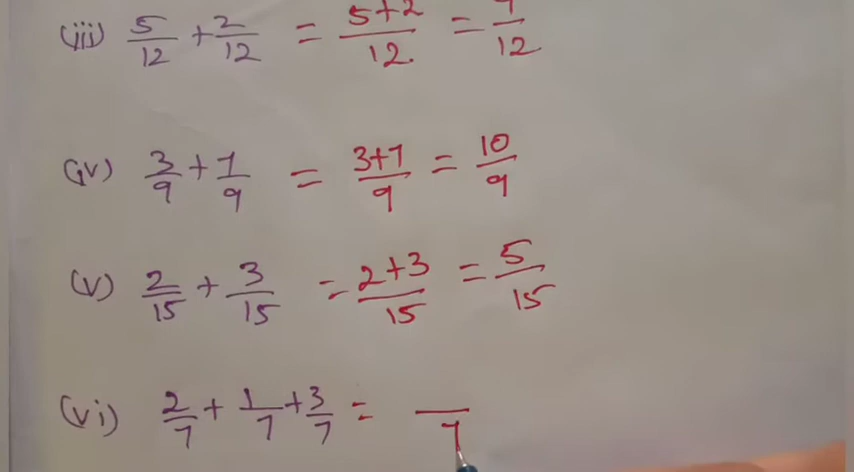 (iii) 5/12 + 2/12 = 5+2/12 = 7/12
(iv) 3/9 + 7/9 = 3+7/9 = 10/9
(v) 2/15 + 3/15 = 2+3/15 = 5/15
(vi) 2/7 + 1/7 + 3/7 = /7